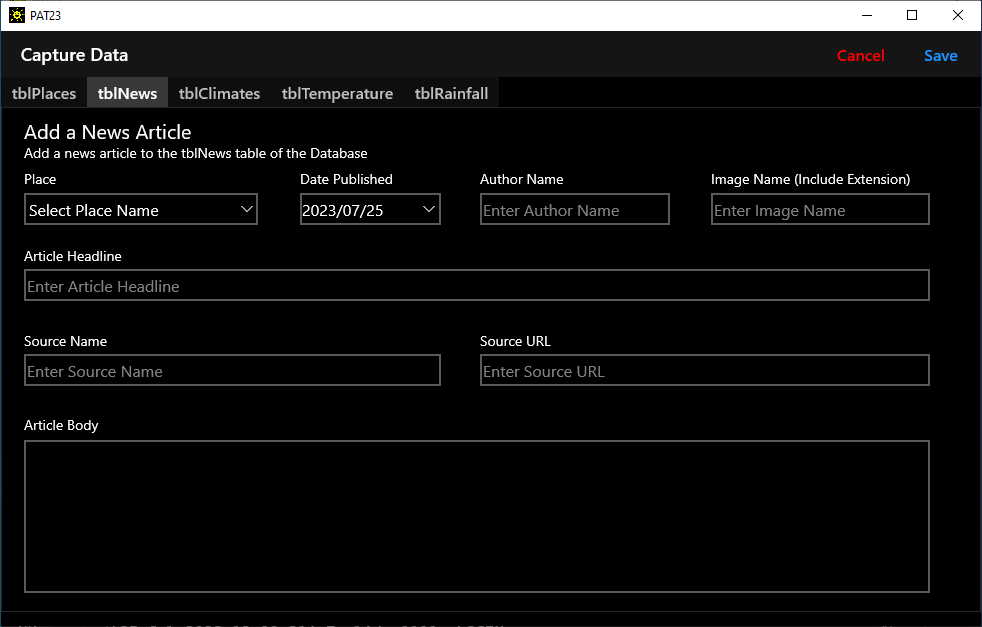 PAT23
Capture Data
Cancel
Save
tblPlaces
tblNews
tblClimates
tblTemperature
tblRainfall
Add a News Article
Add a news article to the tblNews table of the Database
Place
Date Published
Author Name
Image Name (Include Extension)
Select Place Name
2023/07/25
Enter Author Name
Enter Image Name
Article Headline
Enter Article Headline
Source Name
Source URL
Enter Source Name
Enter Source URL
Article Body